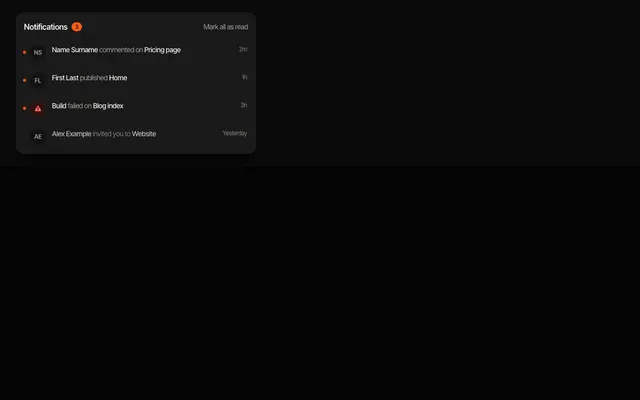 Notifications 3 Mark all as read
NS Name Surname commented on Pricing page 2m
FL First Last published Home 1h
Build failed on Blog index 3h
AE Alex Example invited you to Website Yesterday